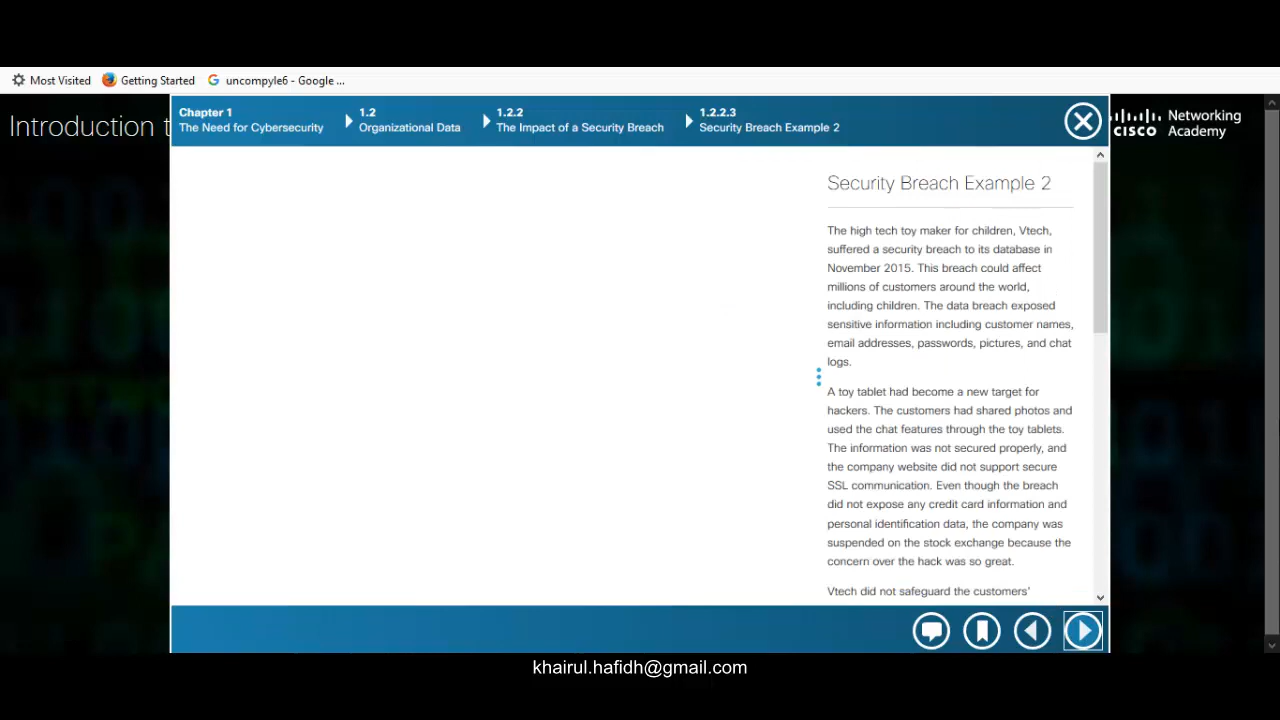 Most Visited Getting Started uncompyle6 - Google ...
Introduction t
Chapter 1
The Need for Cybersecurity
1.2
Organizational Data
1.2.2
The Impact of a Security Breach
1.2.2.3
Security Breach Example 2
CISCO Networking Academy
Security Breach Example 2
The high tech toy maker for children, Vtech,
suffered a security breach to its database in
November 2015. This breach could affect
millions of customers around the world,
including children. The data breach exposed
sensitive information including customer names,
email addresses, passwords, pictures, and chat
logs.
A toy tablet had become a new target for
hackers. The customers had shared photos and
used the chat features through the toy tablets.
The information was not secured properly, and
the company website did not support secure
SSL communication. Even though the breach
did not expose any credit card information and
personal identification data, the company was
suspended on the stock exchange because the
concern over the hack was so great.
Vtech did not safeguard the customers'
khairul.hafidh@gmail.com